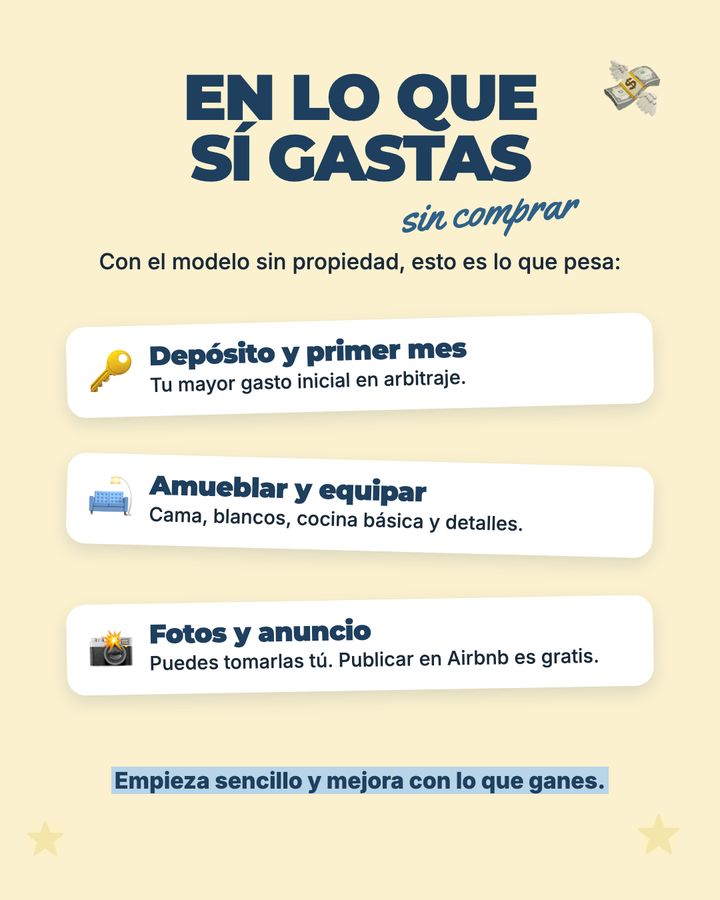 EN LO QUE
SÍ GASTAS
sin comprar
Con el modelo sin propiedad, esto es lo que pesa:
Depósito y primer mes
Tu mayor gasto inicial en arbitraje.
Amueblar y equipar
Cama, blancos, cocina básica y detalles.
Fotos y anuncio
Puedes tomarlas tú. Publicar en Airbnb es gratis.
Empieza sencillo y mejora con lo que ganes.